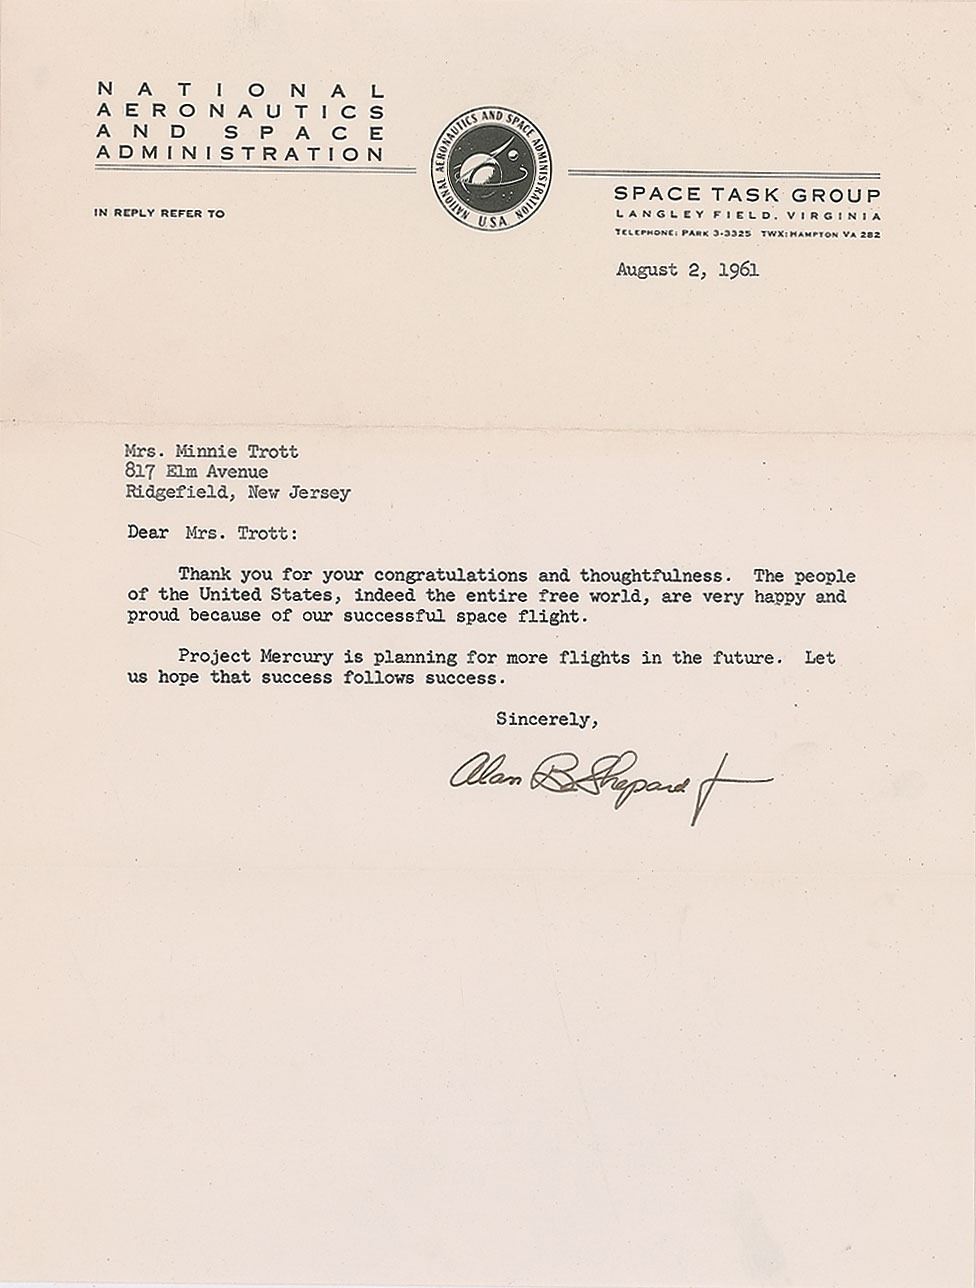 NATIONAL
AERONAUTICS
AND SPACE
ADMINISTRATION
NATIONAL AERONAUTICS AND SPACE ADMINISTRATION
USA
IN REPLY REFER TO
SPACE TASK GROUP
LANGLEY FIELD, VIRGINIA
TELEPHONE: PARK 3-3325 TWX: HAMPTON VA 282
August 2, 1961
Mrs. Minnie Trott
817 Elm Avenue
Ridgefield, New Jersey
Dear Mrs. Trott:
Thank you for your congratulations and thoughtfulness. The people
of the United States, indeed the entire free world, are very happy and
proud because of our successful space flight.
Project Mercury is planning for more flights in the future. Let
us hope that success follows success.
Sincerely,
Alan B. Shepard Jr